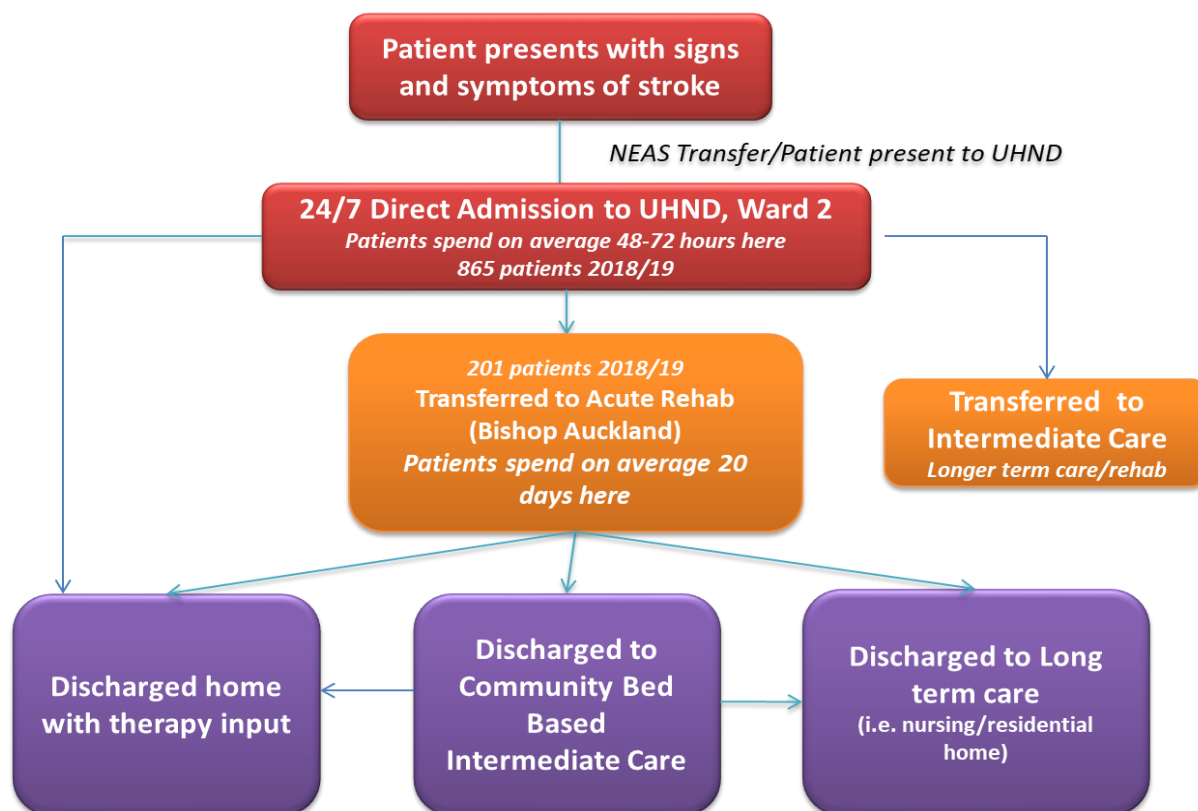 Patient presents with signs
and symptoms of stroke
NEAS Transfer/Patient present to UHND
24/7 Direct Admission to UHND, Ward 2
Patients spend on average 48-72 hours here
865 patients 2018/19
201 patients 2018/19
Transferred to Acute Rehab
(Bishop Auckland)
Patients spend on average 20
days here
Transferred to
Intermediate Care
Longer term care/rehab
Discharged home
with therapy input
Discharged to
Community Bed
Based
Intermediate Care
Discharged to Long
term care
(i.e. nursing/residential
home)